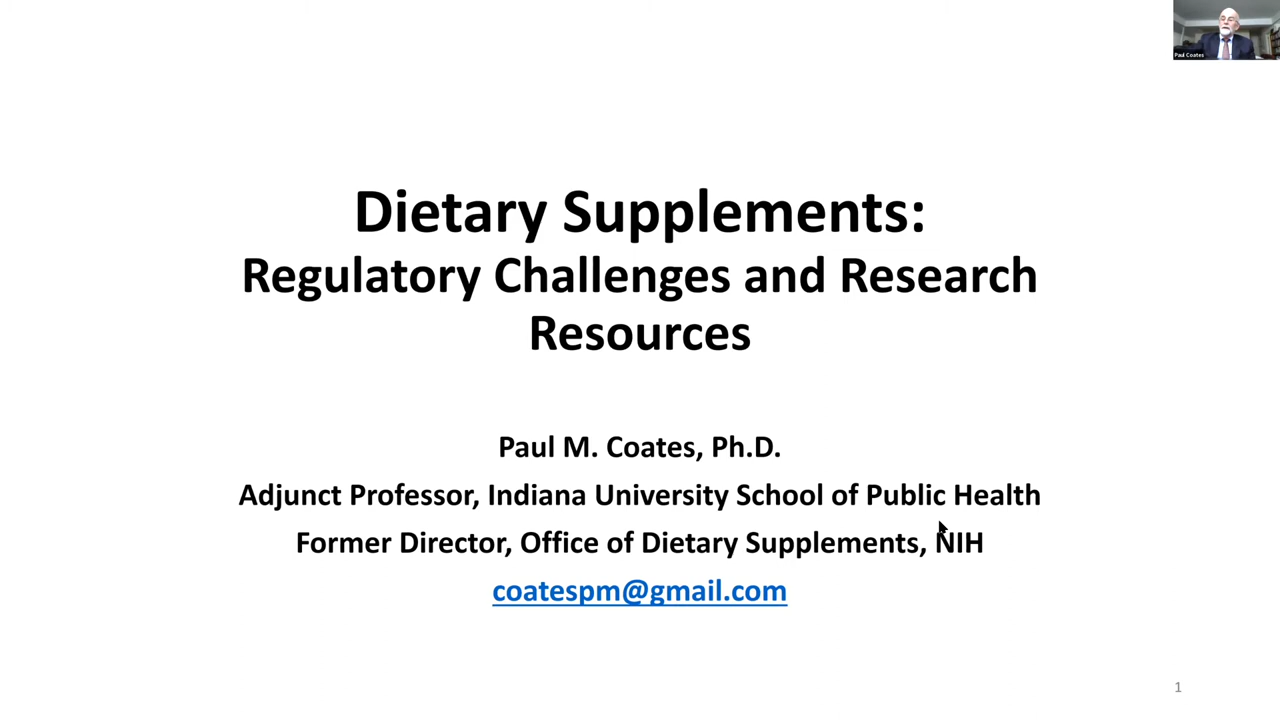 Paul Coates
Dietary Supplements:
Regulatory Challenges and Research
Resources
Paul M. Coates, Ph.D.
Adjunct Professor, Indiana University School of Public Health
Former Director, Office of Dietary Supplements, NIH
coatespm@gmail.com
1